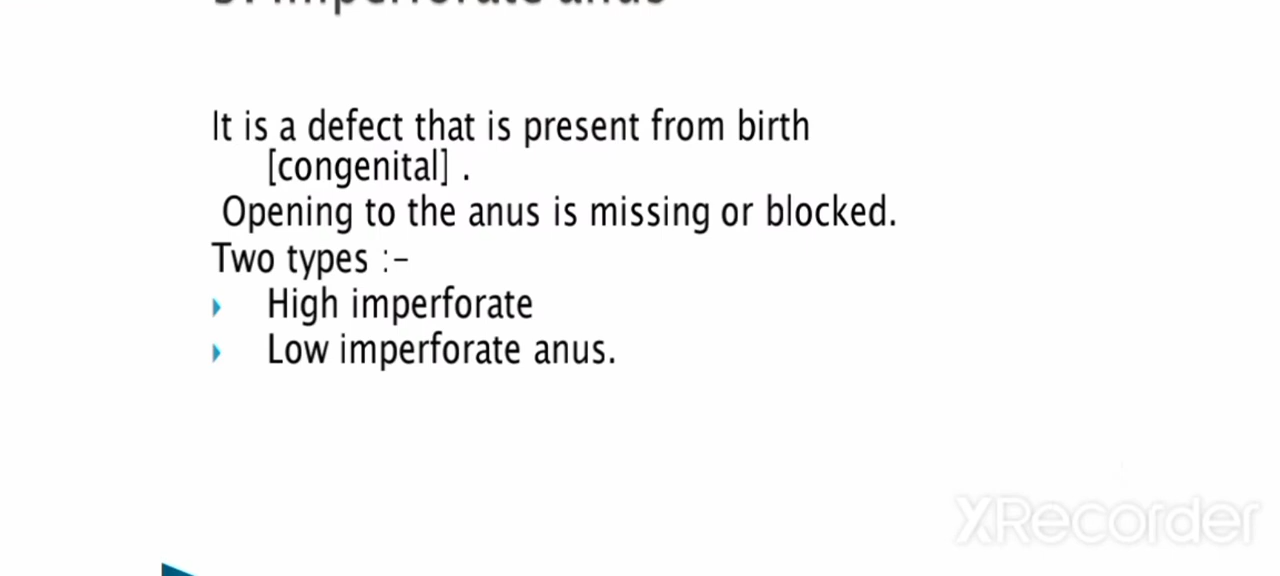 Imperforate anus
It is a defect that is present from birth
[congenital] .
Opening to the anus is missing or blocked.
Two types :-
High imperforate
Low imperforate anus.
XRecorder